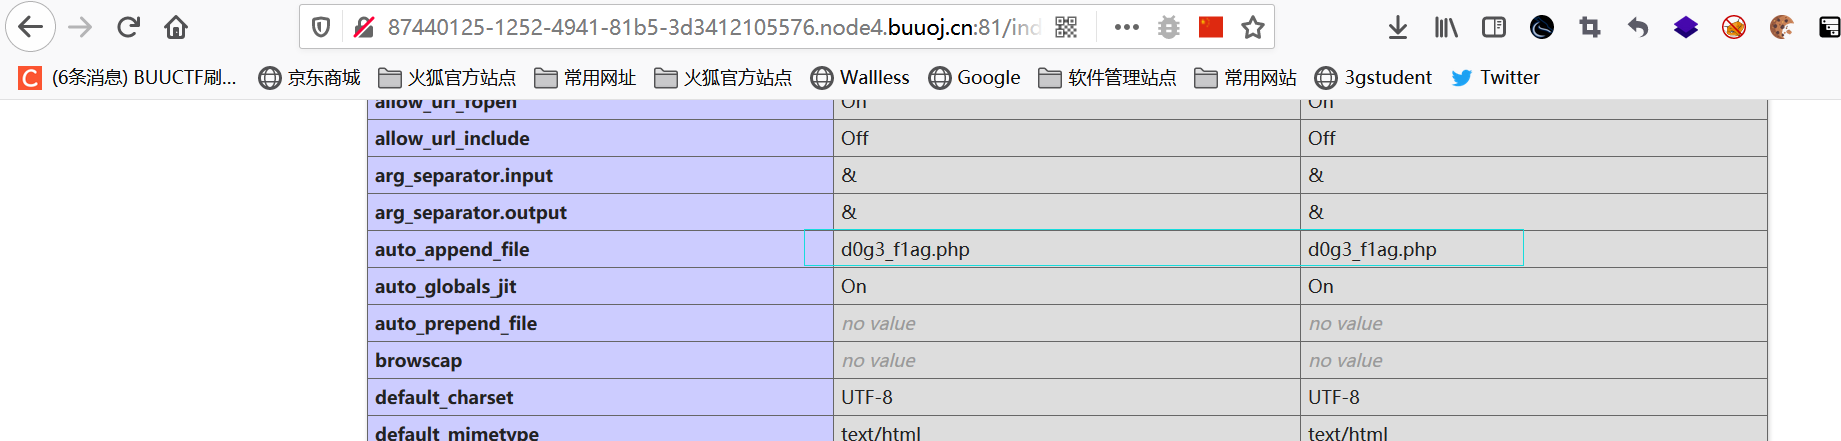 87440125-1252-4941-81b5-3d3412105576.node4.buuoj.cn:81/ind
(6条消息) BUUCTF刷... 京东商城 火狐官方站点 常用网址 火狐官方站点 Wallless Google 软件管理站点 常用网站 3gstudent Twitter
allow_url_fopen On On
allow_url_include Off Off
arg_separator.input & &
arg_separator.output & &
auto_append_file d0g3_f1ag.php d0g3_f1ag.php
auto_globals_jit On On
auto_prepend_file no value no value
browscap no value no value
default_charset UTF-8 UTF-8
default_mimetype text/html text/html